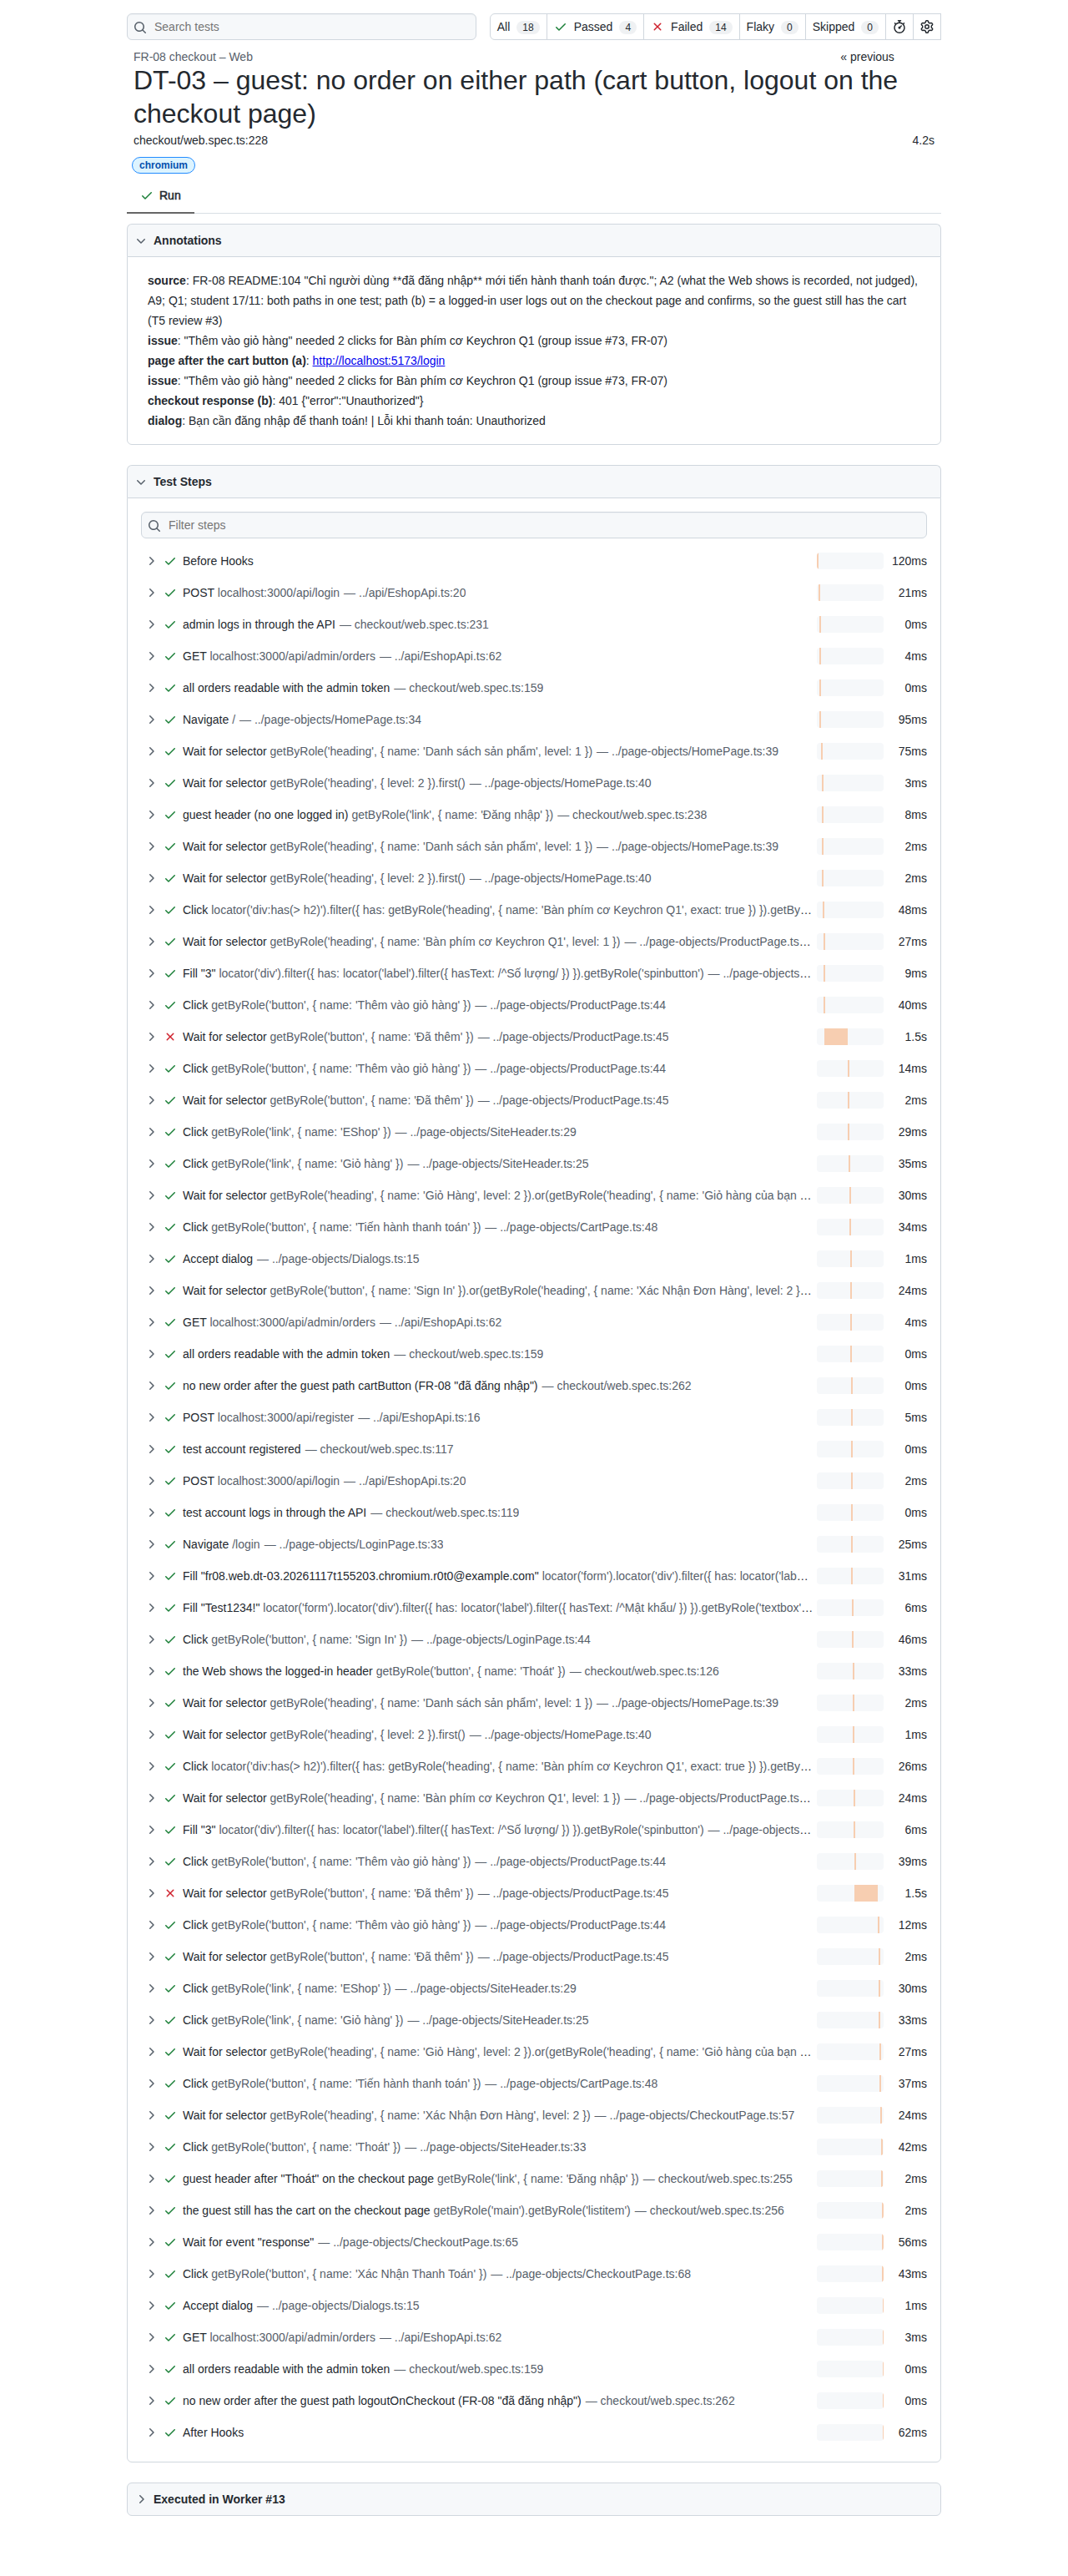 Search tests
All 18 Passed 4 Failed 14 Flaky 0 Skipped 0
FR-08 checkout – Web
« previous
DT-03 – guest: no order on either path (cart button, logout on the
checkout page)
checkout/web.spec.ts:228
4.2s
chromium
Run
Annotations
source: FR-08 README:104 "Chỉ người dùng **đã đăng nhập** mới tiến hành thanh toán được."; A2 (what the Web shows is recorded, not judged),
A9; Q1; student 17/11: both paths in one test; path (b) = a logged-in user logs out on the checkout page and confirms, so the guest still has the cart
(T5 review #3)
issue: "Thêm vào giỏ hàng" needed 2 clicks for Bàn phím cơ Keychron Q1 (group issue #73, FR-07)
page after the cart button (a): http://localhost:5173/login
issue: "Thêm vào giỏ hàng" needed 2 clicks for Bàn phím cơ Keychron Q1 (group issue #73, FR-07)
checkout response (b): 401 {"error":"Unauthorized"}
dialog: Bạn cần đăng nhập để thanh toán! | Lỗi khi thanh toán: Unauthorized
Test Steps
Filter steps
Before Hooks 120ms
POST localhost:3000/api/login — ../api/EshopApi.ts:20 21ms
admin logs in through the API — checkout/web.spec.ts:231 0ms
GET localhost:3000/api/admin/orders — ../api/EshopApi.ts:62 4ms
all orders readable with the admin token — checkout/web.spec.ts:159 0ms
Navigate / — ../page-objects/HomePage.ts:34 95ms
Wait for selector getByRole('heading', { name: 'Danh sách sản phẩm', level: 1 }) — ../page-objects/HomePage.ts:39 75ms
Wait for selector getByRole('heading', { level: 2 }).first() — ../page-objects/HomePage.ts:40 3ms
guest header (no one logged in) getByRole('link', { name: 'Đăng nhập' }) — checkout/web.spec.ts:238 8ms
Wait for selector getByRole('heading', { name: 'Danh sách sản phẩm', level: 1 }) — ../page-objects/HomePage.ts:39 2ms
Wait for selector getByRole('heading', { level: 2 }).first() — ../page-objects/HomePage.ts:40 2ms
Click locator('div:has(> h2)').filter({ has: getByRole('heading', { name: 'Bàn phím cơ Keychron Q1', exact: true }) }).getBy… 48ms
Wait for selector getByRole('heading', { name: 'Bàn phím cơ Keychron Q1', level: 1 }) — ../page-objects/ProductPage.ts… 27ms
Fill "3" locator('div').filter({ has: locator('label').filter({ hasText: /^Số lượng/ }) }).getByRole('spinbutton') — ../page-objects… 9ms
Click getByRole('button', { name: 'Thêm vào giỏ hàng' }) — ../page-objects/ProductPage.ts:44 40ms
Wait for selector getByRole('button', { name: 'Đã thêm' }) — ../page-objects/ProductPage.ts:45 1.5s
Click getByRole('button', { name: 'Thêm vào giỏ hàng' }) — ../page-objects/ProductPage.ts:44 14ms
Wait for selector getByRole('button', { name: 'Đã thêm' }) — ../page-objects/ProductPage.ts:45 2ms
Click getByRole('link', { name: 'EShop' }) — ../page-objects/SiteHeader.ts:29 29ms
Click getByRole('link', { name: 'Giỏ hàng' }) — ../page-objects/SiteHeader.ts:25 35ms
Wait for selector getByRole('heading', { name: 'Giỏ Hàng', level: 2 }).or(getByRole('heading', { name: 'Giỏ hàng của bạn … 30ms
Click getByRole('button', { name: 'Tiến hành thanh toán' }) — ../page-objects/CartPage.ts:48 34ms
Accept dialog — ../page-objects/Dialogs.ts:15 1ms
Wait for selector getByRole('button', { name: 'Sign In' }).or(getByRole('heading', { name: 'Xác Nhận Đơn Hàng', level: 2 }… 24ms
GET localhost:3000/api/admin/orders — ../api/EshopApi.ts:62 4ms
all orders readable with the admin token — checkout/web.spec.ts:159 0ms
no new order after the guest path cartButton (FR-08 "đã đăng nhập") — checkout/web.spec.ts:262 0ms
POST localhost:3000/api/register — ../api/EshopApi.ts:16 5ms
test account registered — checkout/web.spec.ts:117 0ms
POST localhost:3000/api/login — ../api/EshopApi.ts:20 2ms
test account logs in through the API — checkout/web.spec.ts:119 0ms
Navigate /login — ../page-objects/LoginPage.ts:33 25ms
Fill "fr08.web.dt-03.20261117t155203.chromium.r0t0@example.com" locator('form').locator('div').filter({ has: locator('lab… 31ms
Fill "Test1234!" locator('form').locator('div').filter({ has: locator('label').filter({ hasText: /^Mật khẩu/ }) }).getByRole('textbox'… 6ms
Click getByRole('button', { name: 'Sign In' }) — ../page-objects/LoginPage.ts:44 46ms
the Web shows the logged-in header getByRole('button', { name: 'Thoát' }) — checkout/web.spec.ts:126 33ms
Wait for selector getByRole('heading', { name: 'Danh sách sản phẩm', level: 1 }) — ../page-objects/HomePage.ts:39 2ms
Wait for selector getByRole('heading', { level: 2 }).first() — ../page-objects/HomePage.ts:40 1ms
Click locator('div:has(> h2)').filter({ has: getByRole('heading', { name: 'Bàn phím cơ Keychron Q1', exact: true }) }).getBy… 26ms
Wait for selector getByRole('heading', { name: 'Bàn phím cơ Keychron Q1', level: 1 }) — ../page-objects/ProductPage.ts… 24ms
Fill "3" locator('div').filter({ has: locator('label').filter({ hasText: /^Số lượng/ }) }).getByRole('spinbutton') — ../page-objects… 6ms
Click getByRole('button', { name: 'Thêm vào giỏ hàng' }) — ../page-objects/ProductPage.ts:44 39ms
Wait for selector getByRole('button', { name: 'Đã thêm' }) — ../page-objects/ProductPage.ts:45 1.5s
Click getByRole('button', { name: 'Thêm vào giỏ hàng' }) — ../page-objects/ProductPage.ts:44 12ms
Wait for selector getByRole('button', { name: 'Đã thêm' }) — ../page-objects/ProductPage.ts:45 2ms
Click getByRole('link', { name: 'EShop' }) — ../page-objects/SiteHeader.ts:29 30ms
Click getByRole('link', { name: 'Giỏ hàng' }) — ../page-objects/SiteHeader.ts:25 33ms
Wait for selector getByRole('heading', { name: 'Giỏ Hàng', level: 2 }).or(getByRole('heading', { name: 'Giỏ hàng của bạn … 27ms
Click getByRole('button', { name: 'Tiến hành thanh toán' }) — ../page-objects/CartPage.ts:48 37ms
Wait for selector getByRole('heading', { name: 'Xác Nhận Đơn Hàng', level: 2 }) — ../page-objects/CheckoutPage.ts:57 24ms
Click getByRole('button', { name: 'Thoát' }) — ../page-objects/SiteHeader.ts:33 42ms
guest header after "Thoát" on the checkout page getByRole('link', { name: 'Đăng nhập' }) — checkout/web.spec.ts:255 2ms
the guest still has the cart on the checkout page getByRole('main').getByRole('listitem') — checkout/web.spec.ts:256 2ms
Wait for event "response" — ../page-objects/CheckoutPage.ts:65 56ms
Click getByRole('button', { name: 'Xác Nhận Thanh Toán' }) — ../page-objects/CheckoutPage.ts:68 43ms
Accept dialog — ../page-objects/Dialogs.ts:15 1ms
GET localhost:3000/api/admin/orders — ../api/EshopApi.ts:62 3ms
all orders readable with the admin token — checkout/web.spec.ts:159 0ms
no new order after the guest path logoutOnCheckout (FR-08 "đã đăng nhập") — checkout/web.spec.ts:262 0ms
After Hooks 62ms
Executed in Worker #13